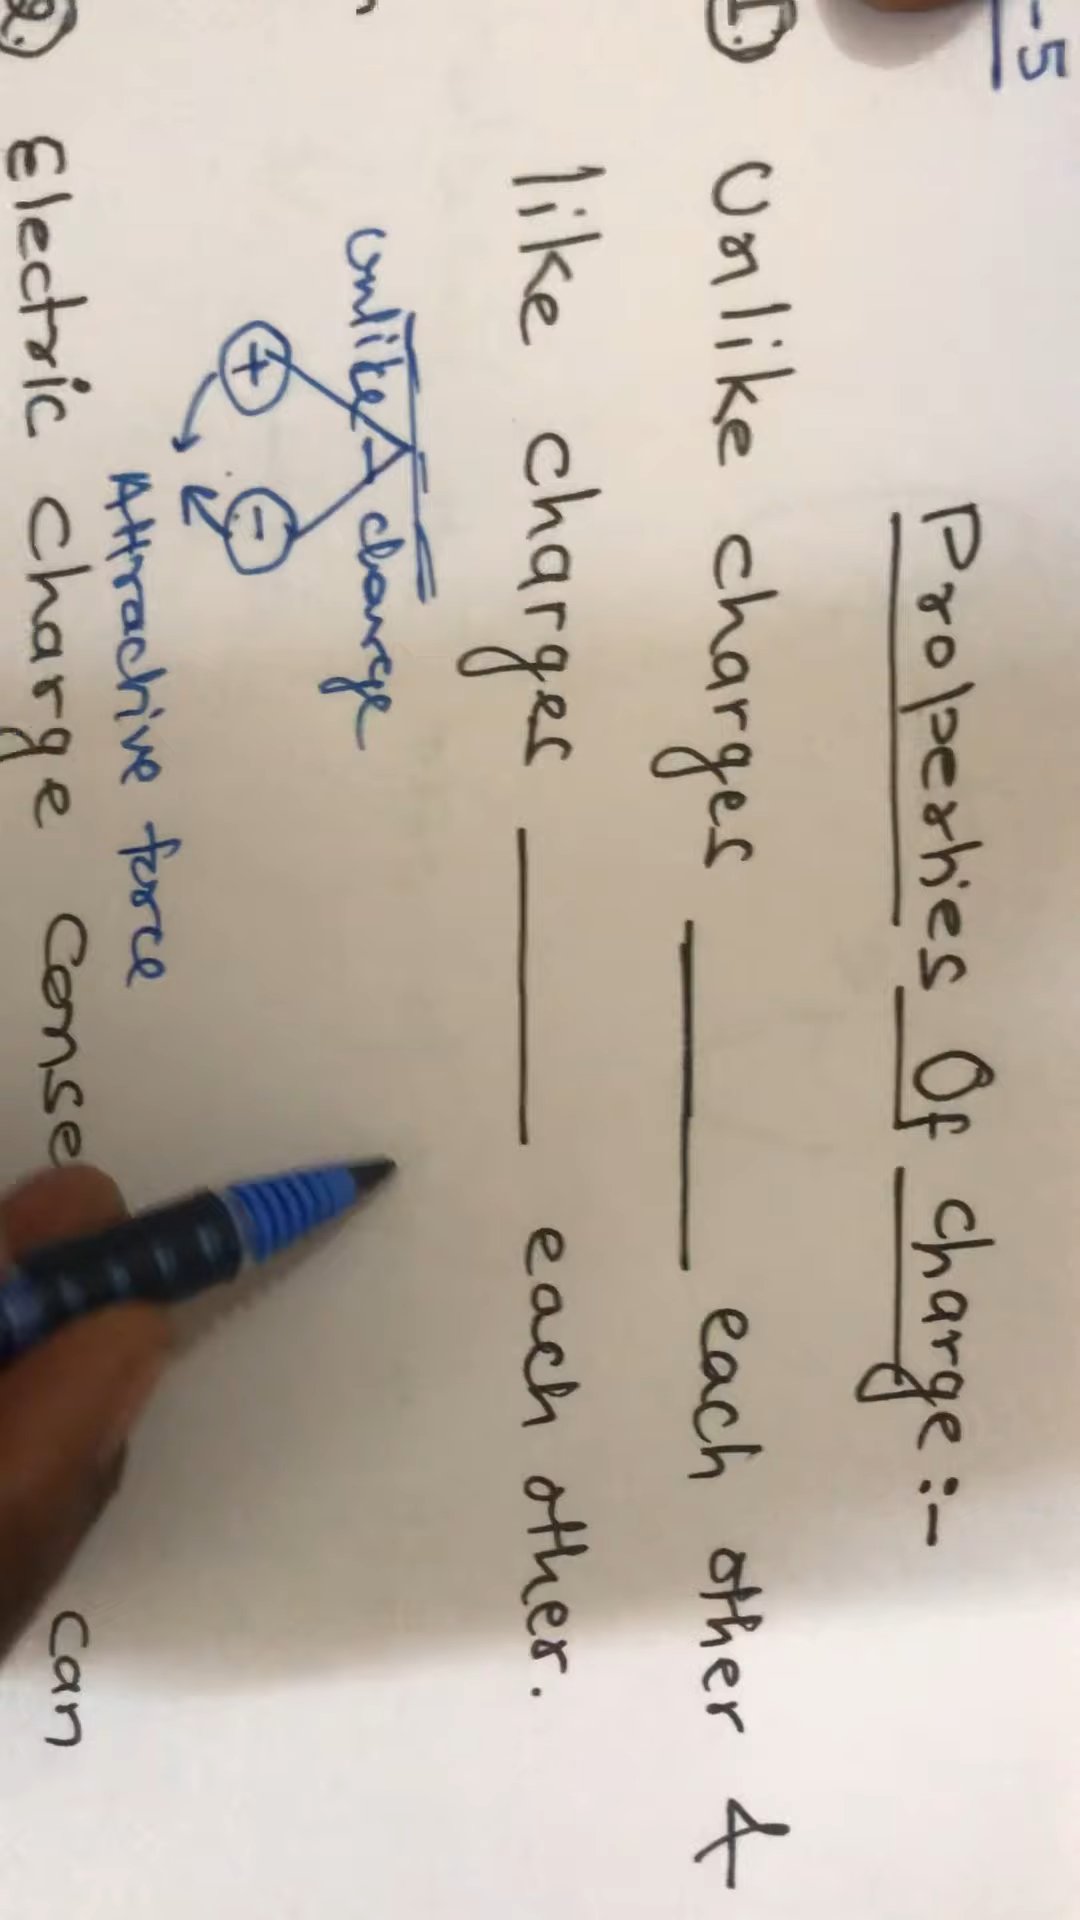 -5
Properties Of charge :-
1. Unlike charges ______ each other &
like charges ______ each other.
Unlike charge
+ -
Attractive force
2. Electric charge can